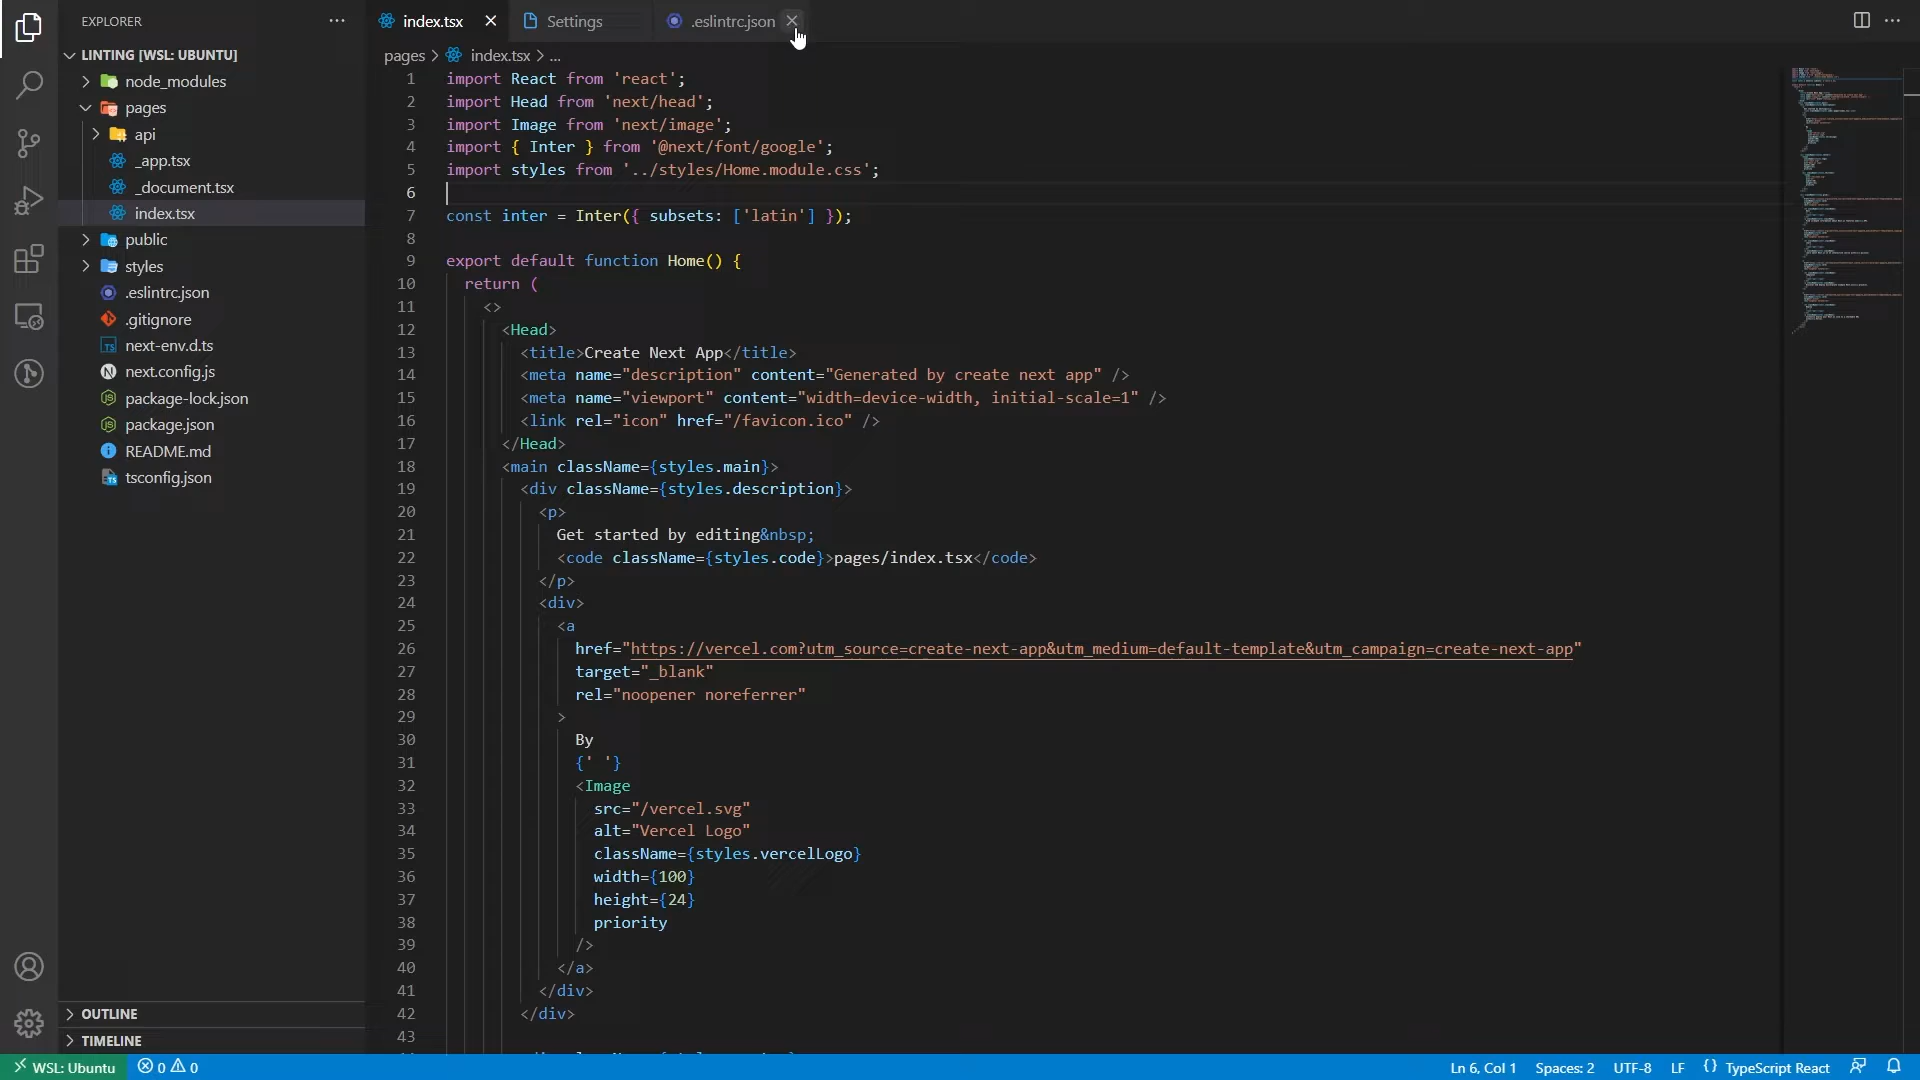 EXPLORER
LINTING [WSL: UBUNTU]
node_modules
pages
api
_app.tsx
_document.tsx
index.tsx
public
styles
.eslintrc.json
.gitignore
next-env.d.ts
next.config.js
package-lock.json
package.json
README.md
tsconfig.json
OUTLINE
TIMELINE
index.tsx
Settings
.eslintrc.json
pages > index.tsx > ...
1 import React from 'react';
2 import Head from 'next/head';
3 import Image from 'next/image';
4 import { Inter } from '@next/font/google';
5 import styles from '../styles/Home.module.css';
6
7 const inter = Inter({ subsets: ['latin'] });
8
9 export default function Home() {
10 return (
11 <>
12 <Head>
13 <title>Create Next App</title>
14 <meta name="description" content="Generated by create next app" />
15 <meta name="viewport" content="width=device-width, initial-scale=1" />
16 <link rel="icon" href="/favicon.ico" />
17 </Head>
18 <main className={styles.main}>
19 <div className={styles.description}>
20 <p>
21 Get started by editing&nbsp;
22 <code className={styles.code}>pages/index.tsx</code>
23 </p>
24 <div>
25 <a
26 href="https://vercel.com?utm_source=create-next-app&utm_medium=default-template&utm_campaign=create-next-app"
27 target="_blank"
28 rel="noopener noreferrer"
29 >
30 By
31 {' '}
32 <Image
33 src="/vercel.svg"
34 alt="Vercel Logo"
35 className={styles.vercelLogo}
36 width={100}
37 height={24}
38 priority
39 />
40 </a>
41 </div>
42 </div>
43
WSL: Ubuntu
0 0
Ln 6, Col 1
Spaces: 2
UTF-8
LF
{} TypeScript React